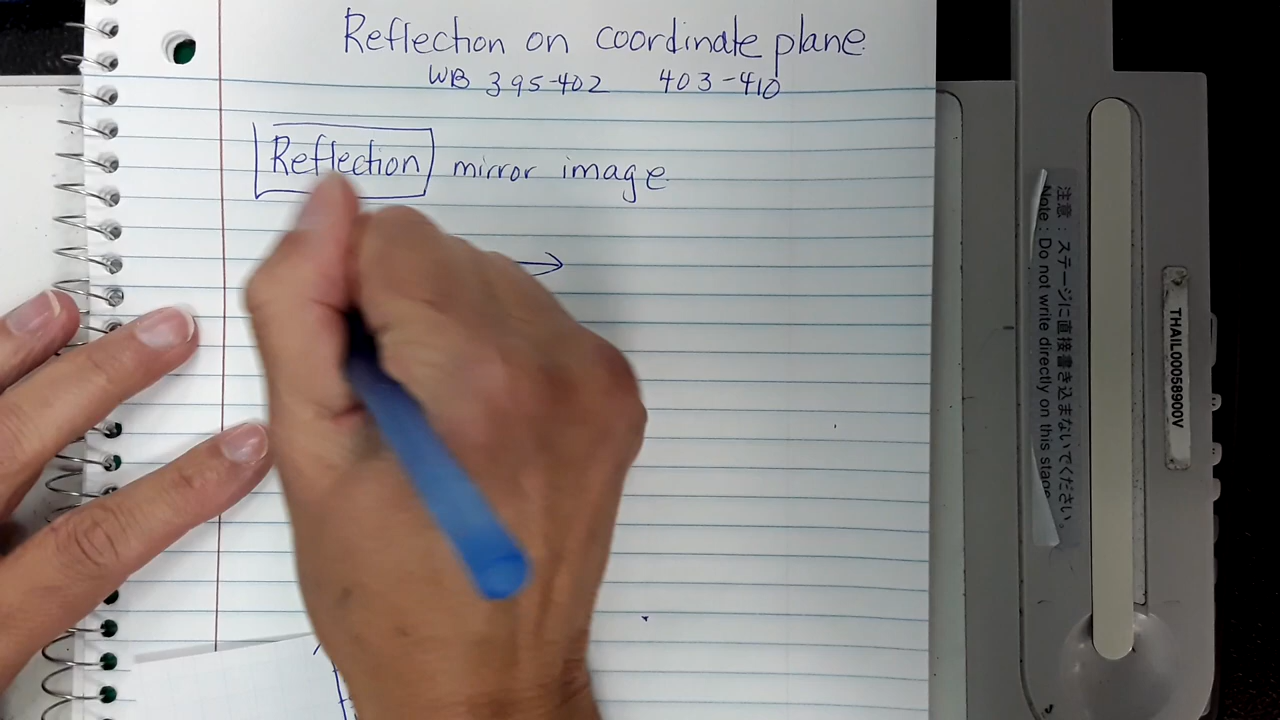 Reflection on coordinate plane
WB 395-402 403-410
Reflection mirror image
注意：ステージに直接書き込まないでください。
Note : Do not write directly on this stage
THAIL00058900V